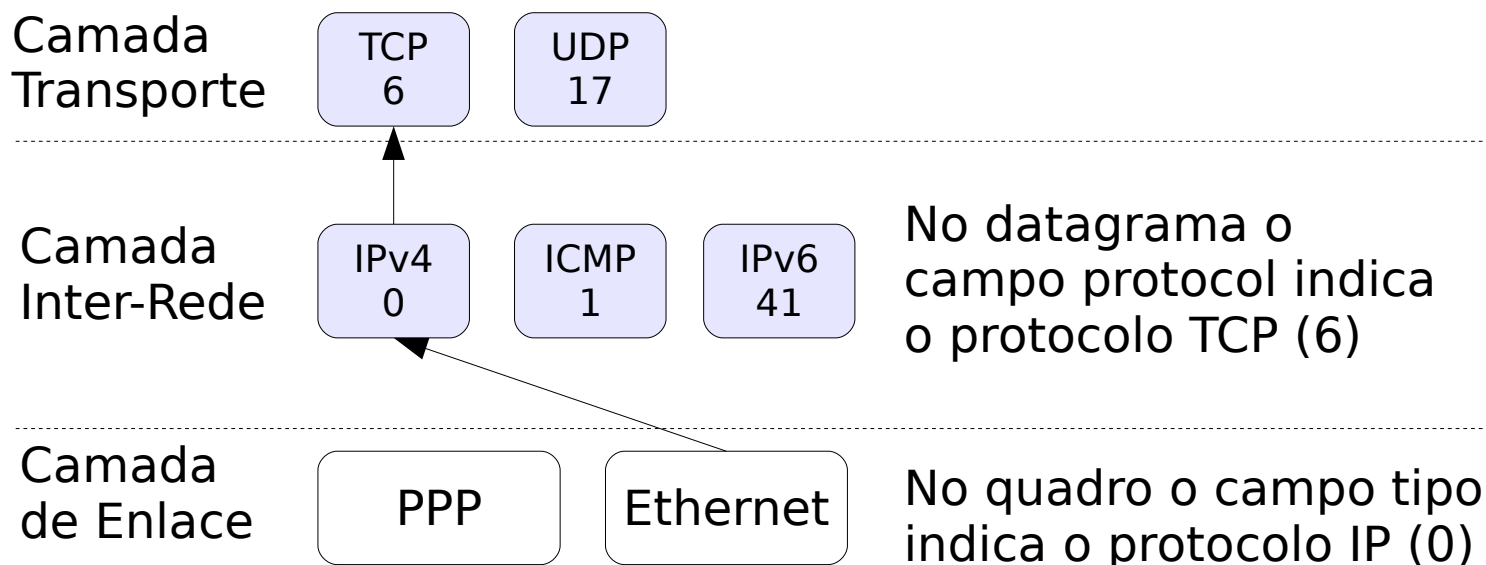 Camada
Transporte
TCP
6
UDP
17
Camada
Inter-Rede
IPv4
0
ICMP
1
IPv6
41
No datagrama o
campo protocol indica
o protocolo TCP (6)
Camada
de Enlace
PPP
Ethernet
No quadro o campo tipo
indica o protocolo IP (0)